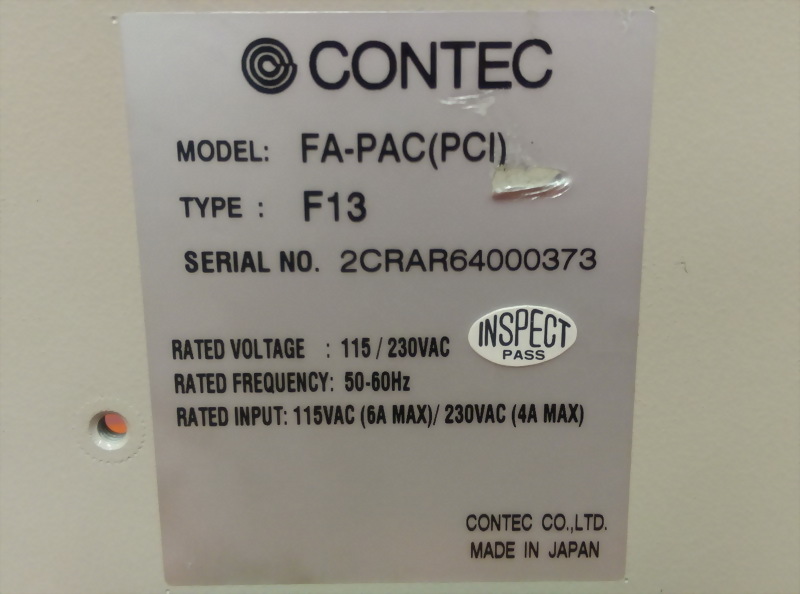 CONTEC
MODEL: FA-PAC(PCI)
TYPE : F13
SERIAL NO. 2CRAR64000373
INSPECT
PASS
RATED VOLTAGE : 115 / 230VAC
RATED FREQUENCY: 50-60Hz
RATED INPUT: 115VAC (6A MAX)/ 230VAC (4A MAX)
CONTEC CO.,LTD.
MADE IN JAPAN